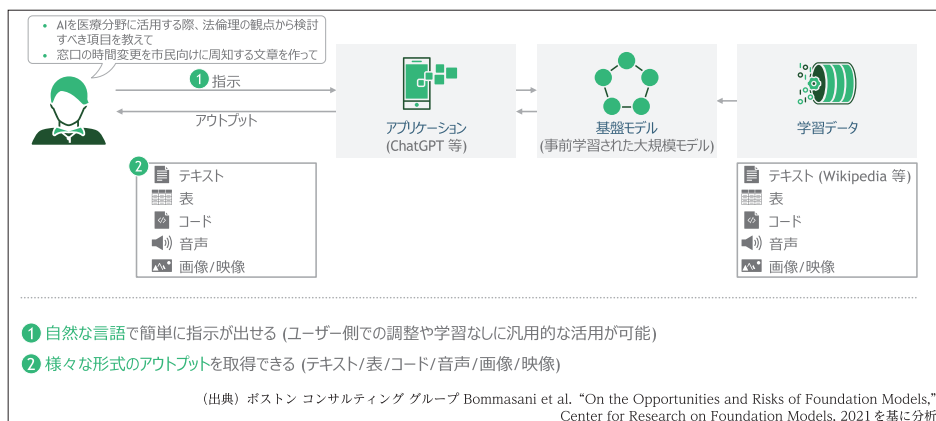 • AIを医療分野に活用する際、法倫理の観点から検討
すべき項目を教えて
• 窓口の時間変更を市民向けに周知する文章を作って
1 指示
アウトプット
アプリケーション
(ChatGPT 等)
基盤モデル
(事前学習された大規模モデル)
学習データ
2
テキスト
表
コード
音声
画像/映像
テキスト (Wikipedia 等)
表
コード
音声
画像/映像
1 自然な言語で簡単に指示が出せる (ユーザー側での調整や学習なしに汎用的な活用が可能)
2 様々な形式のアウトプットを取得できる (テキスト/表/コード/音声/画像/映像)
（出典）ボストン コンサルティング グループ Bommasani et al. “On the Opportunities and Risks of Foundation Models,”
Center for Research on Foundation Models, 2021を基に分析